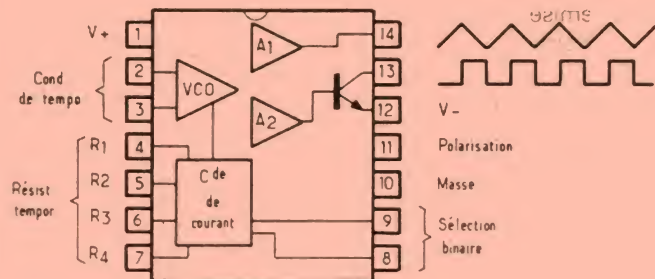 V+
1
Cond
de tempo
2
3
R1
4
R2
5
R3
6
R4
7
Résist
tempor
VCO
A1
A2
C de
de
courant
14
13
12
V-
11
Polarisation
10
Masse
9
8
Sélection
binaire